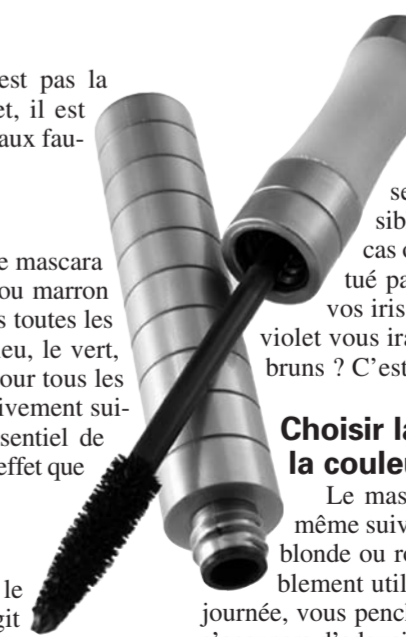 est pas la
et, il est
aux fau-
e mascara
ou marron
s toutes les
eu, le vert,
our tous les
ivement sui-
sentiel de
effet que
le
git
se
sib
cas
tué pa
vos iris
violet vous ira
bruns ? C'est
Choisir la
la couleu
Le mas
même suiv
blonde ou r
blement util
journée, vous pench